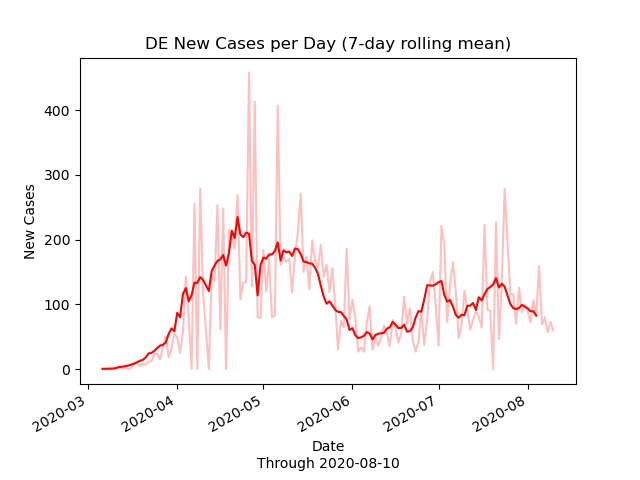 DE New Cases per Day (7-day rolling mean)
New Cases
400
300
200
100
0
2020-03
2020-04
2020-05
2020-06
2020-07
2020-08
Date
Through 2020-08-10